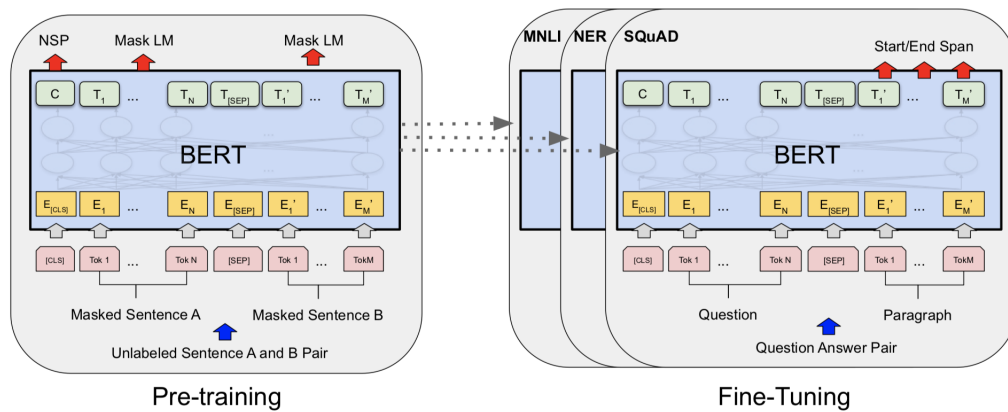 NSP Mask LM Mask LM
C T1 ... TN T[SEP] T1' ... TM'
...
...
BERT
E[CLS] E1 ... EN E[SEP] E1' ... EM'
[CLS] Tok 1 ... Tok N [SEP] Tok 1 ... TokM
Masked Sentence A Masked Sentence B
Unlabeled Sentence A and B Pair
Pre-training
MNLI NER SQuAD
Start/End Span
C T1 ... TN T[SEP] T1' ... TM'
...
...
BERT
E[CLS] E1 ... EN E[SEP] E1' ... EM'
[CLS] Tok 1 ... Tok N [SEP] Tok 1 ... TokM
Question Paragraph
Question Answer Pair
Fine-Tuning